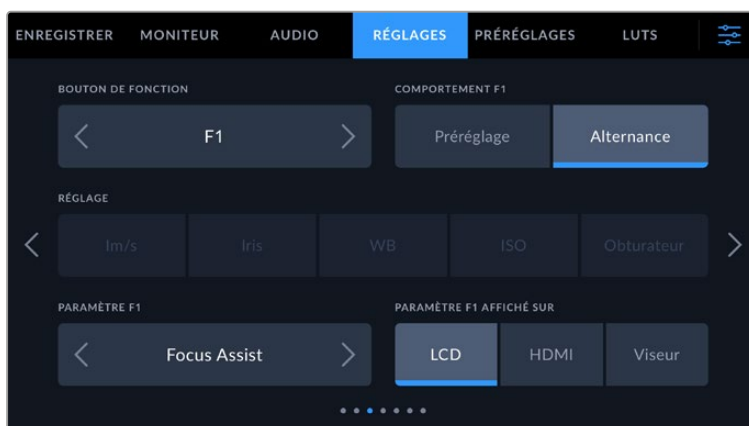 ENREGISTRER MONITEUR AUDIO RÉGLAGES PRÉRÉGLAGES LUTS
BOUTON DE FONCTION COMPORTEMENT F1
F1 Préréglage Alternance
RÉGLAGE
Im/s Iris WB ISO Obturateur
PARAMÈTRE F1 PARAMÈTRE F1 AFFICHÉ SUR
Focus Assist LCD HDMI Viseur